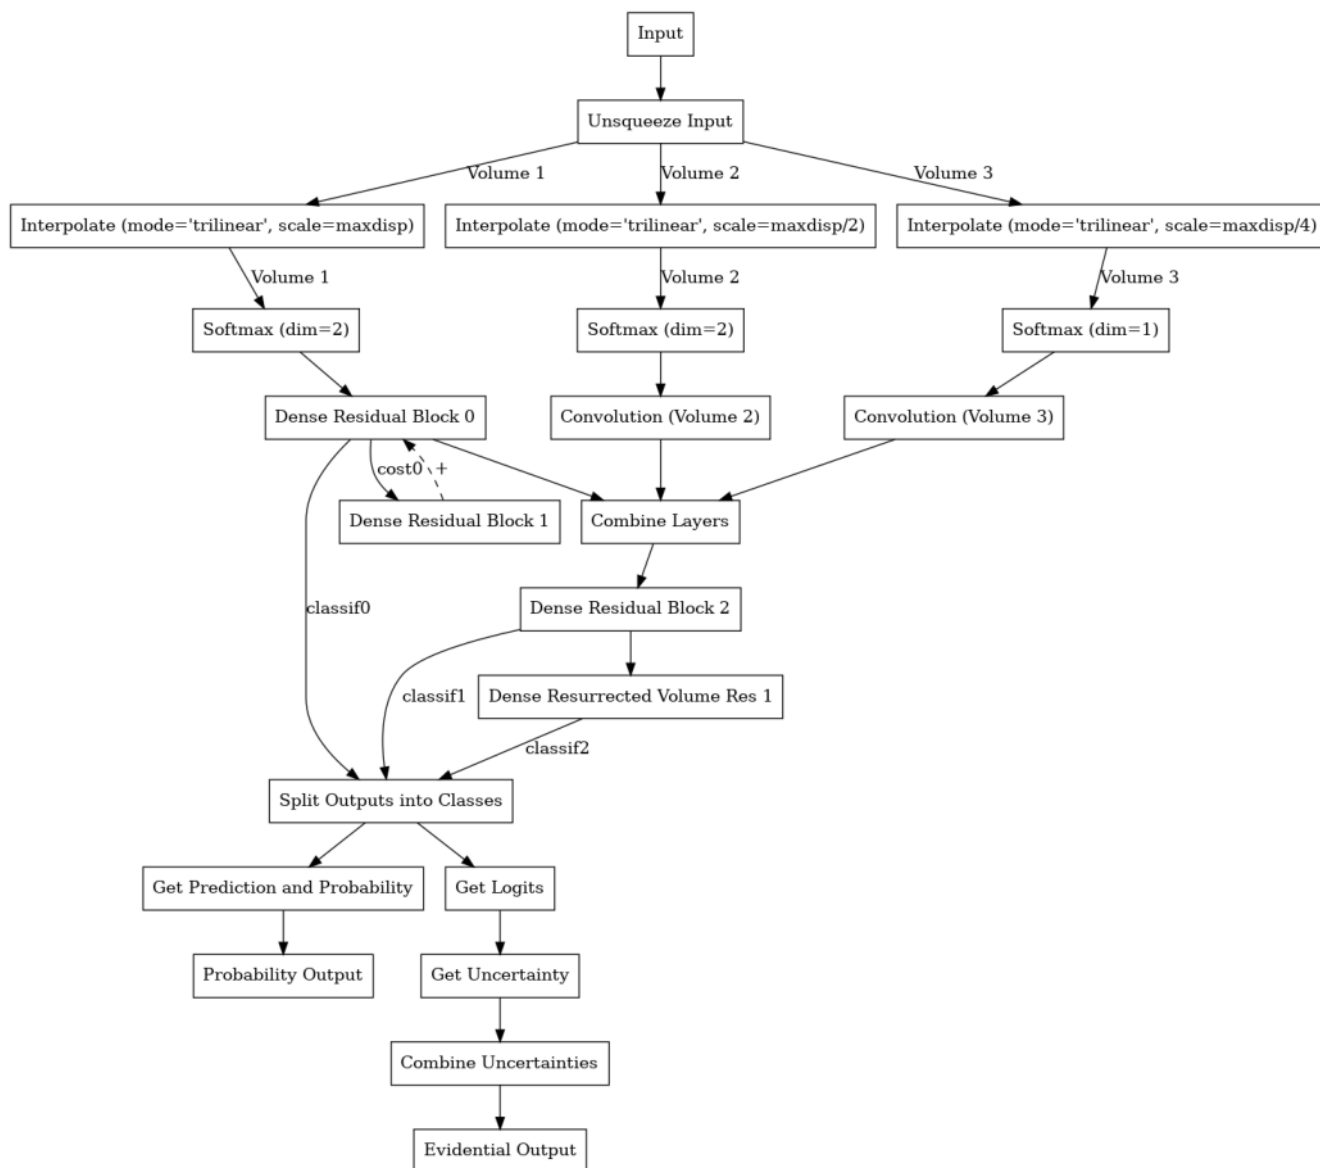 Input
Unsqueeze Input
Volume 1
Volume 2
Volume 3
Interpolate (mode='trilinear', scale=maxdisp)
Interpolate (mode='trilinear', scale=maxdisp/2)
Interpolate (mode='trilinear', scale=maxdisp/4)
Volume 1
Volume 2
Volume 3
Softmax (dim=2)
Softmax (dim=2)
Softmax (dim=1)
Dense Residual Block 0
Convolution (Volume 2)
Convolution (Volume 3)
cost0
+
Dense Residual Block 1
Combine Layers
classif0
Dense Residual Block 2
classif1
Dense Resurrected Volume Res 1
classif2
Split Outputs into Classes
Get Prediction and Probability
Get Logits
Probability Output
Get Uncertainty
Combine Uncertainties
Evidential Output